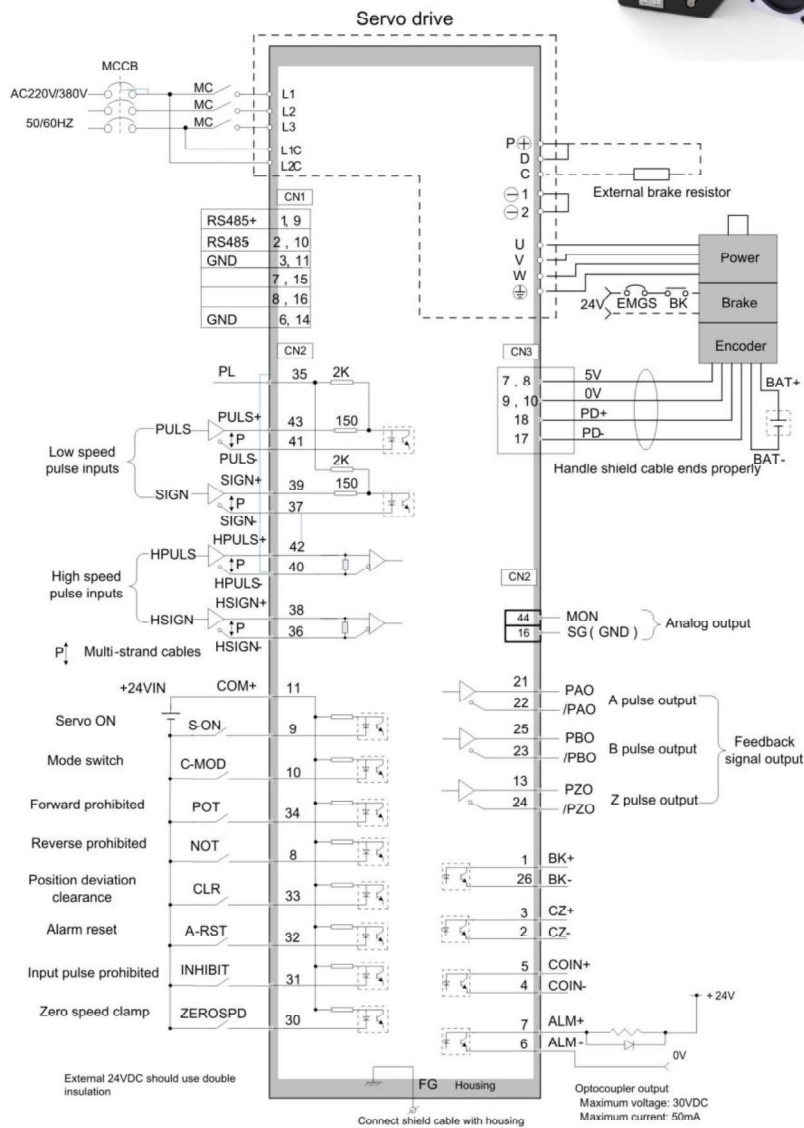 Servo drive
MCCB
AC220V/380V
MC
L1
MC
L2
50/60HZ
MC
L3
L1C
L2C
P⊕
D
C
External brake resistor
⊖1
⊖2
U
V
W
Power
24V
EMGS
BK
Brake
Encoder
CN1
RS485+ 1, 9
RS485- 2, 10
GND 3, 11
7, 15
8, 16
GND 6, 14
CN3
7, 8 5V
9, 10 0V
18 PD+
17 PD-
BAT+
BAT-
Handle shield cable ends properly
CN2
PL 35 2K
PULS PULS+ 43 150
P 41
PULS-
2K
Low speed
pulse inputs
SIGN SIGN+ 39 150
P 37
SIGN-
HPULS HPULS+ 42
P 40
HPULS-
High speed
pulse inputs
HSIGN HSIGN+ 38
P 36
HSIGN-
P Multi-strand cables
CN2
44 MON
16 SG ( GND )
Analog output
+24VIN COM+ 11
Servo ON S-ON 9
Mode switch C-MOD 10
Forward prohibited POT 34
Reverse prohibited NOT 8
Position deviation
clearance
CLR 33
Alarm reset A-RST 32
Input pulse prohibited INHIBIT 31
Zero speed clamp ZEROSPD 30
21 PAO
22 /PAO
A pulse output
25 PBO
23 /PBO
B pulse output
13 PZO
24 /PZO
Z pulse output
Feedback
signal output
1 BK+
26 BK-
3 CZ+
2 CZ-
5 COIN+
4 COIN-
7 ALM+
6 ALM-
+24V
0V
External 24VDC should use double
insulation
FG Housing
Connect shield cable with housing
Optocoupler output
Maximum voltage: 30VDC
Maximum current: 50mA